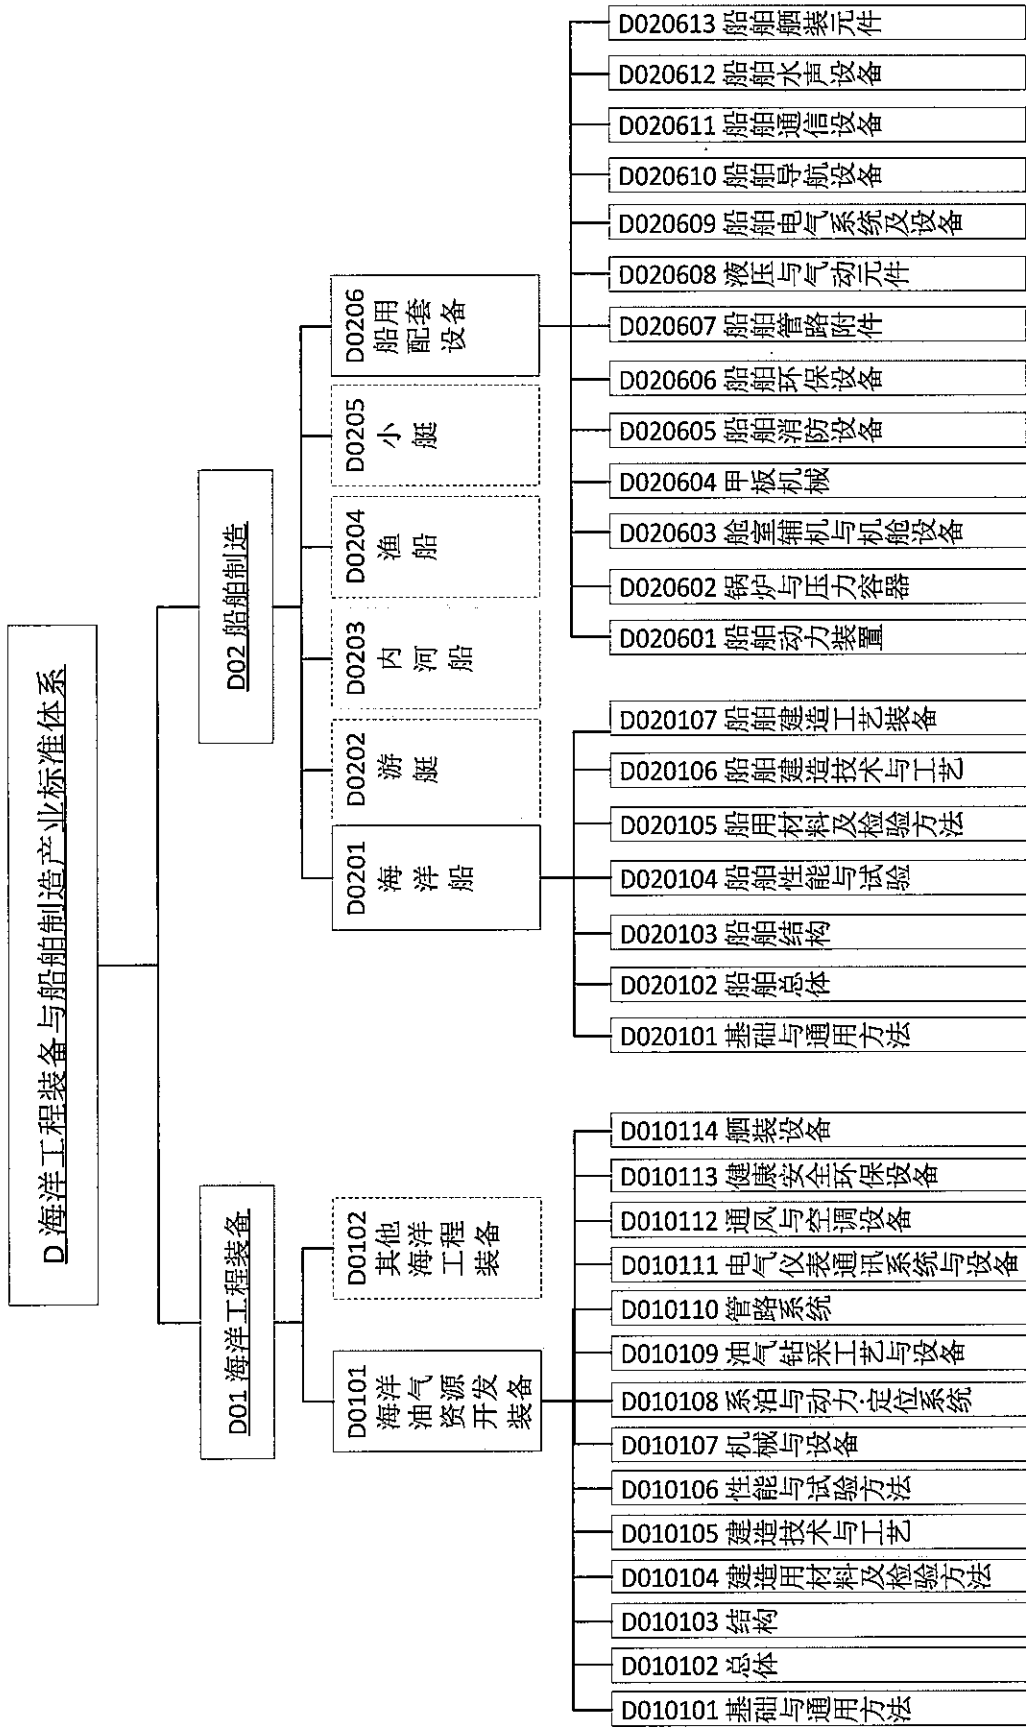 D 海洋工程装备与船舶制造产业标准体系
D01 海洋工程装备
D02 船舶制造
D0101
海洋
油气
资源
开发
装备
D0102
其他
海洋
工程
装备
D0201
海
洋
船
D0202
游
艇
D0203
内
河
船
D0204
渔
船
D0205
小
艇
D0206
船用
配套
设备
D010101 基础与通用方法
D010102 总体
D010103 结构
D010104 建造用材料及检验方法
D010105 建造技术与工艺
D010106 性能与试验方法
D010107 机械与设备
D010108 系泊与动力定位系统
D010109 油气钻采工艺与设备
D010110 管路系统
D010111 电气仪表通讯系统与设备
D010112 通风与空调设备
D010113 健康安全环保设备
D010114 舾装设备
D020101 基础与通用方法
D020102 船舶总体
D020103 船舶结构
D020104 船舶性能与试验
D020105 船用材料及检验方法
D020106 船舶建造技术与工艺
D020107 船舶建造工艺装备
D020601 船舶动力装置
D020602 锅炉与压力容器
D020603 舱室辅机与机舱设备
D020604 甲板机械
D020605 船舶消防设备
D020606 船舶环保设备
D020607 船舶管路附件
D020608 液压与气动元件
D020609 船舶电气系统及设备
D020610 船舶导航设备
D020611 船舶通信设备
D020612 船舶水声设备
D020613 船舶舾装元件